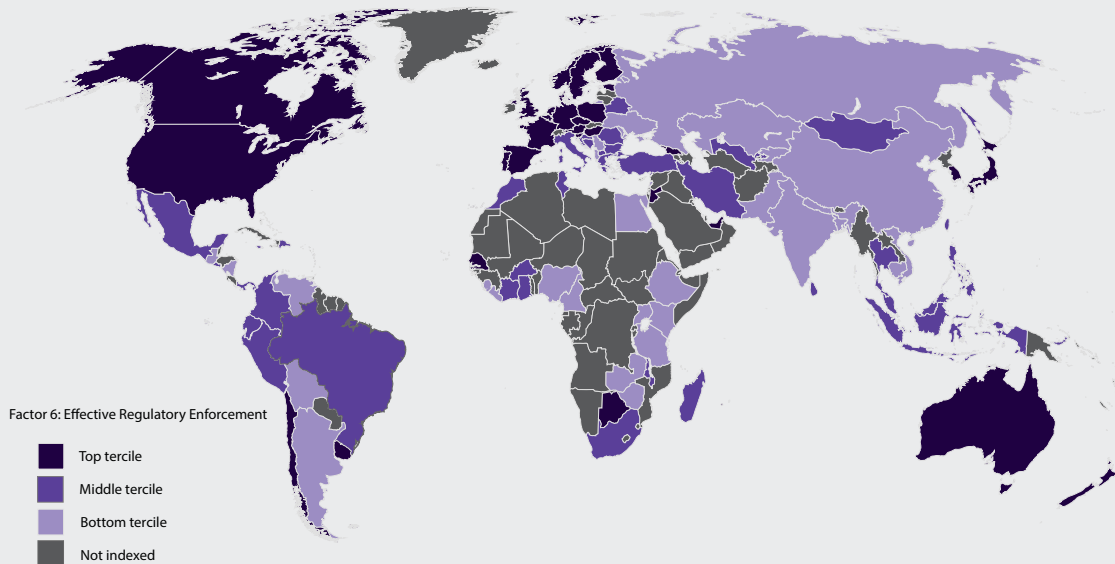 Factor 6: Effective Regulatory Enforcement
Top tercile
Middle tercile
Bottom tercile
Not indexed